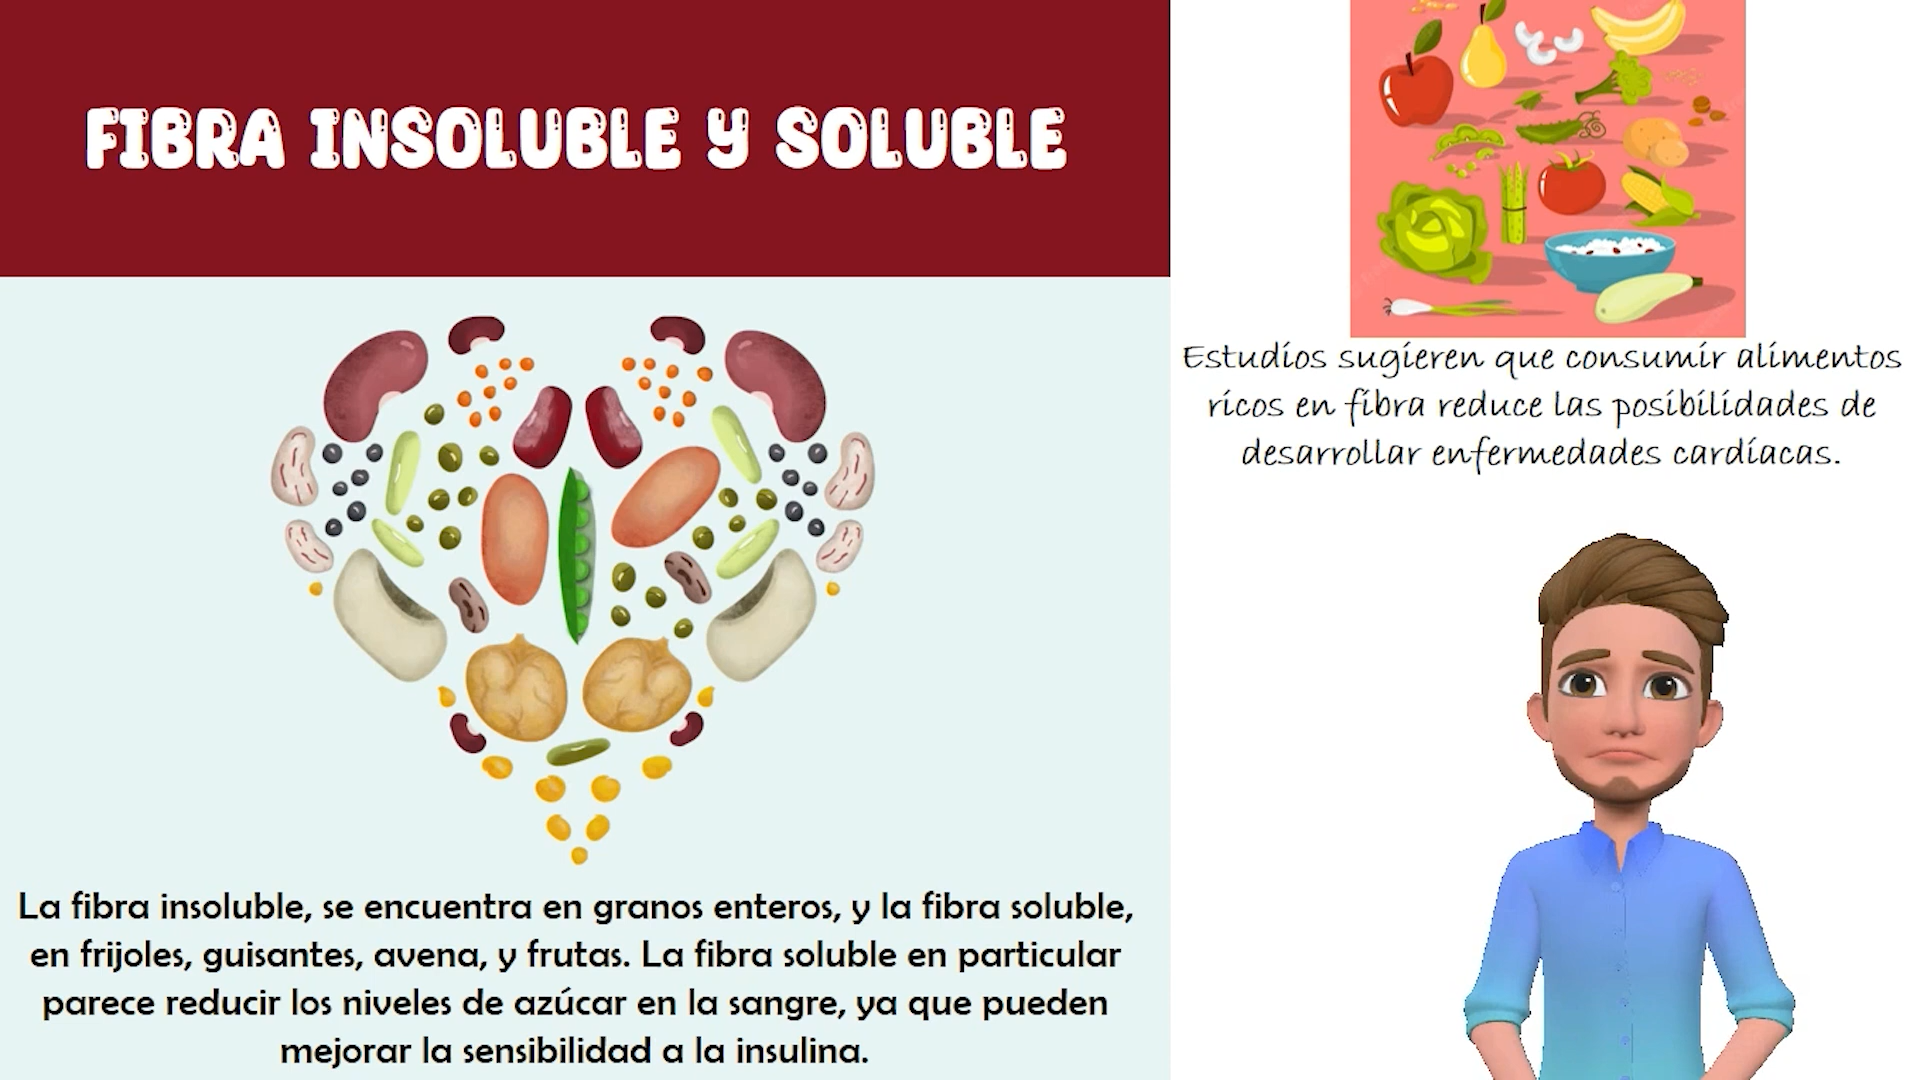 FIBRA INSOLUBLE Y SOLUBLE
La fibra insoluble, se encuentra en granos enteros, y la fibra soluble,
en frijoles, guisantes, avena, y frutas. La fibra soluble en particular
parece reducir los niveles de azúcar en la sangre, ya que pueden
mejorar la sensibilidad a la insulina.
Estudios sugieren que consumir alimentos
ricos en fibra reduce las posibilidades de
desarrollar enfermedades cardíacas.